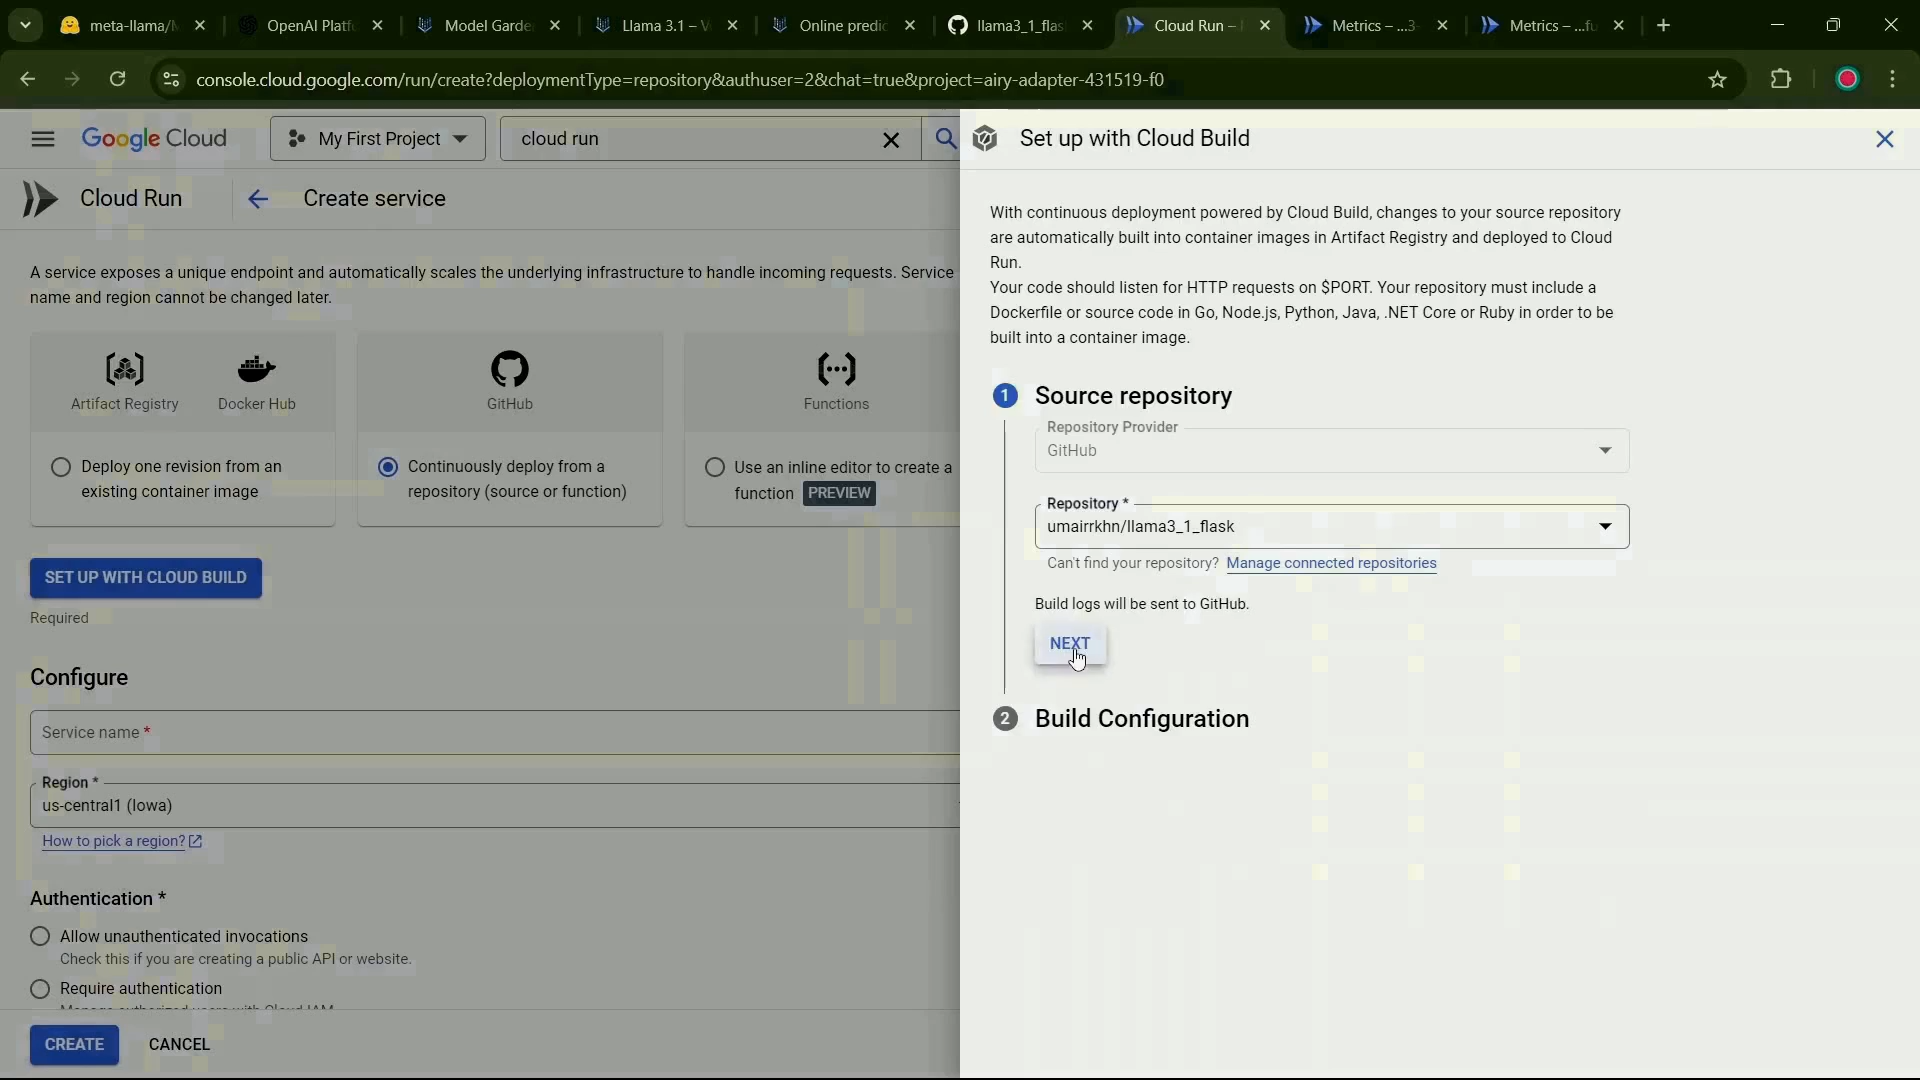 meta-llama/M
OpenAI Platf
Model Garde
Llama 3.1 – V
Online predic
llama3_1_flas
Cloud Run –
Metrics – ...3-
Metrics – ...fu
console.cloud.google.com/run/create?deploymentType=repository&authuser=2&chat=true&project=airy-adapter-431519-f0
Google Cloud
My First Project
cloud run
Cloud Run
Create service
A service exposes a unique endpoint and automatically scales the underlying infrastructure to handle incoming requests. Service
name and region cannot be changed later.
Artifact Registry
Docker Hub
Deploy one revision from an
existing container image
GitHub
Continuously deploy from a
repository (source or function)
Functions
Use an inline editor to create a
function PREVIEW
SET UP WITH CLOUD BUILD
Required
Configure
Service name *
Region *
us-central1 (Iowa)
How to pick a region?
Authentication *
Allow unauthenticated invocations
Check this if you are creating a public API or website.
Require authentication
CREATE
CANCEL
Set up with Cloud Build
With continuous deployment powered by Cloud Build, changes to your source repository
are automatically built into container images in Artifact Registry and deployed to Cloud
Run.
Your code should listen for HTTP requests on $PORT. Your repository must include a
Dockerfile or source code in Go, Node.js, Python, Java, .NET Core or Ruby in order to be
built into a container image.
1 Source repository
Repository Provider
GitHub
Repository *
umairrkhn/llama3_1_flask
Can't find your repository? Manage connected repositories
Build logs will be sent to GitHub.
NEXT
2 Build Configuration